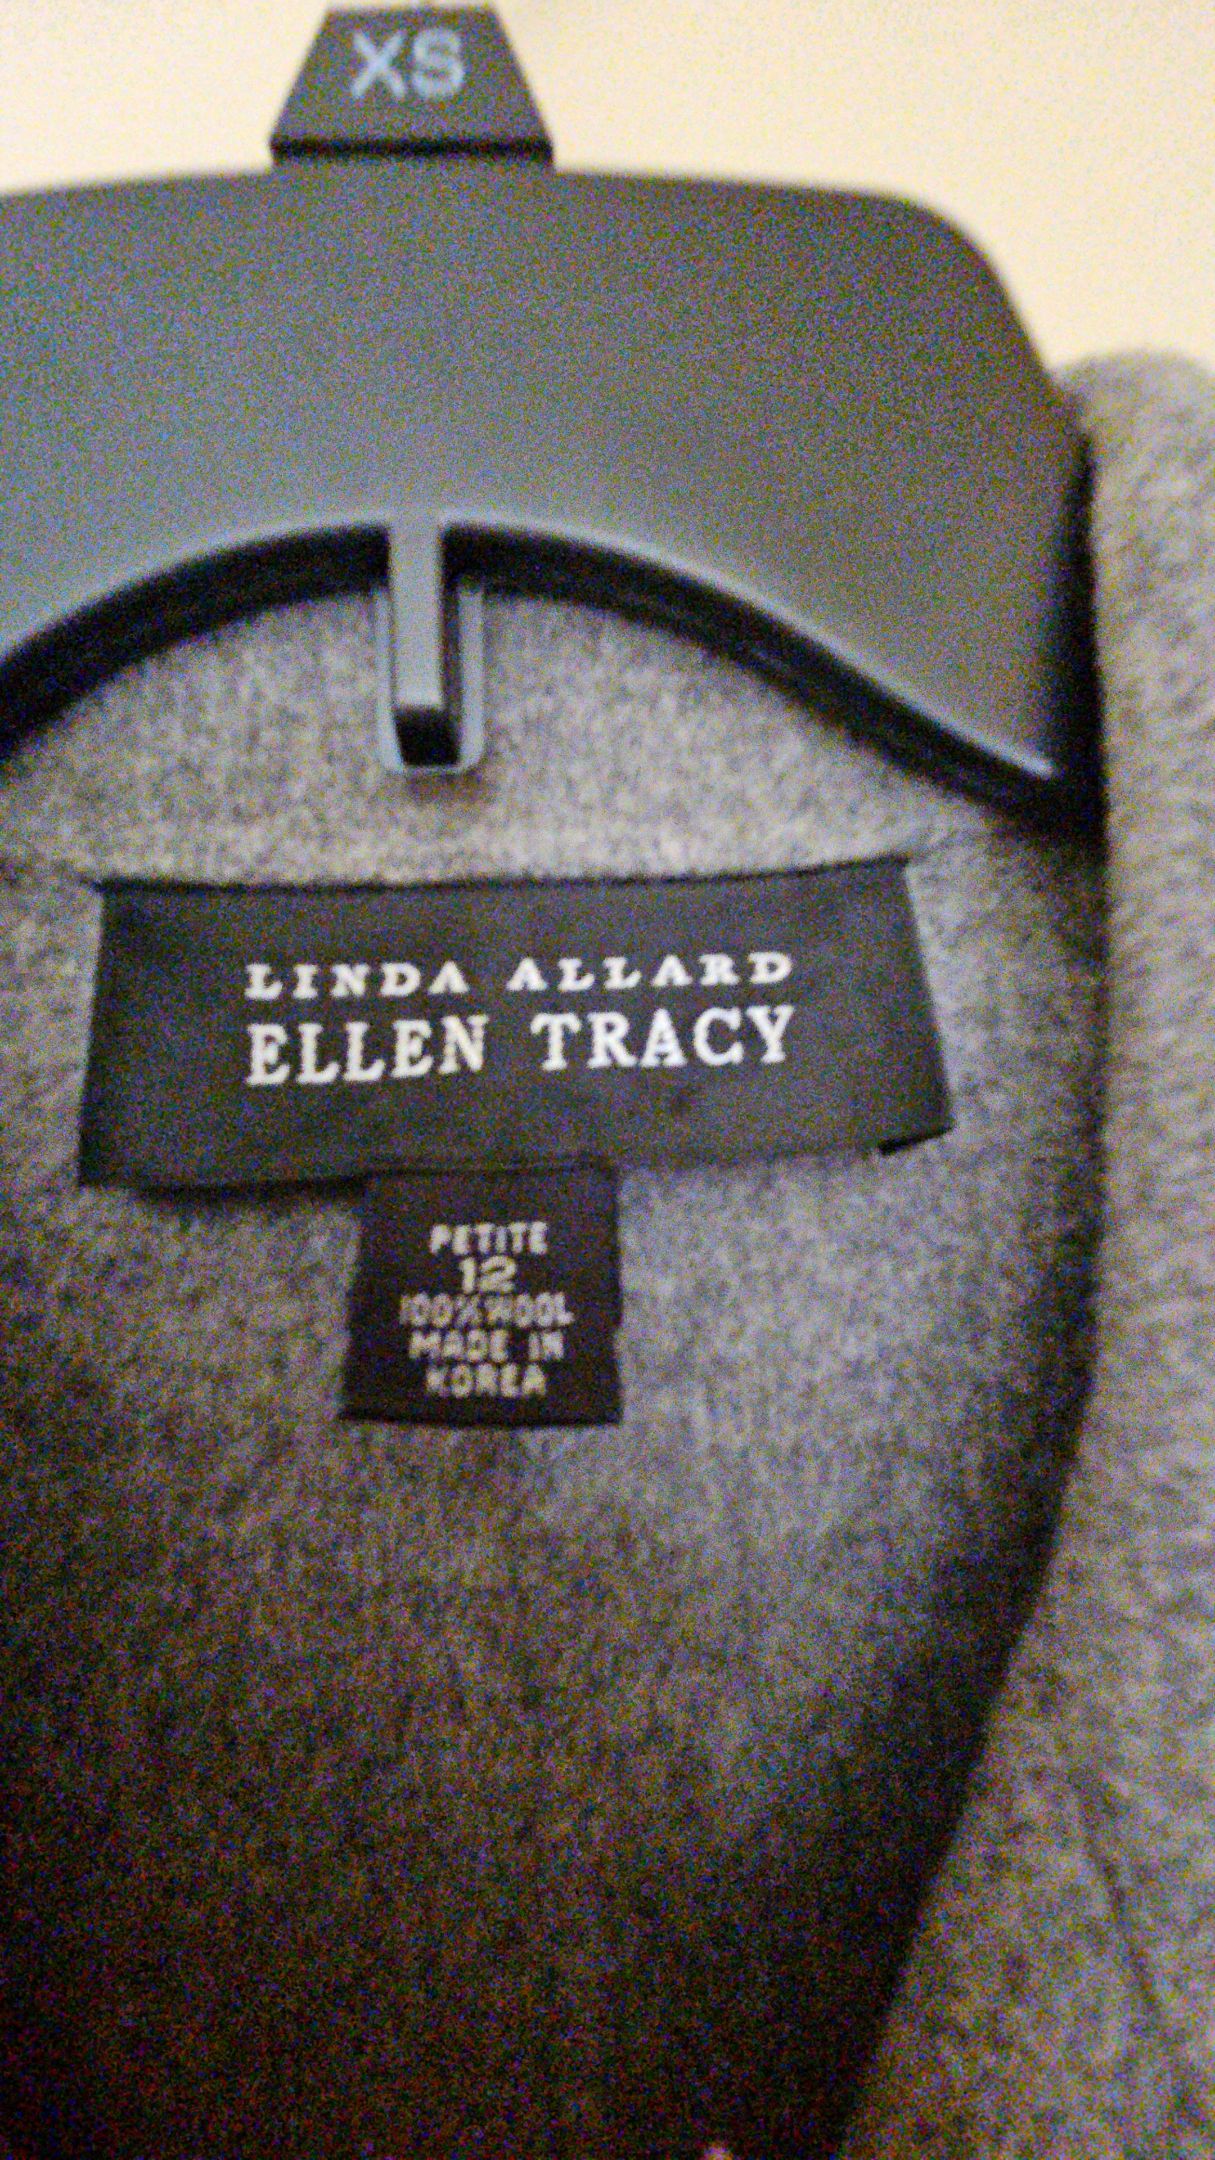 XS
LINDA ALLARD
ELLEN TRACY
PETITE
12
100% WOOL
MADE IN
KOREA